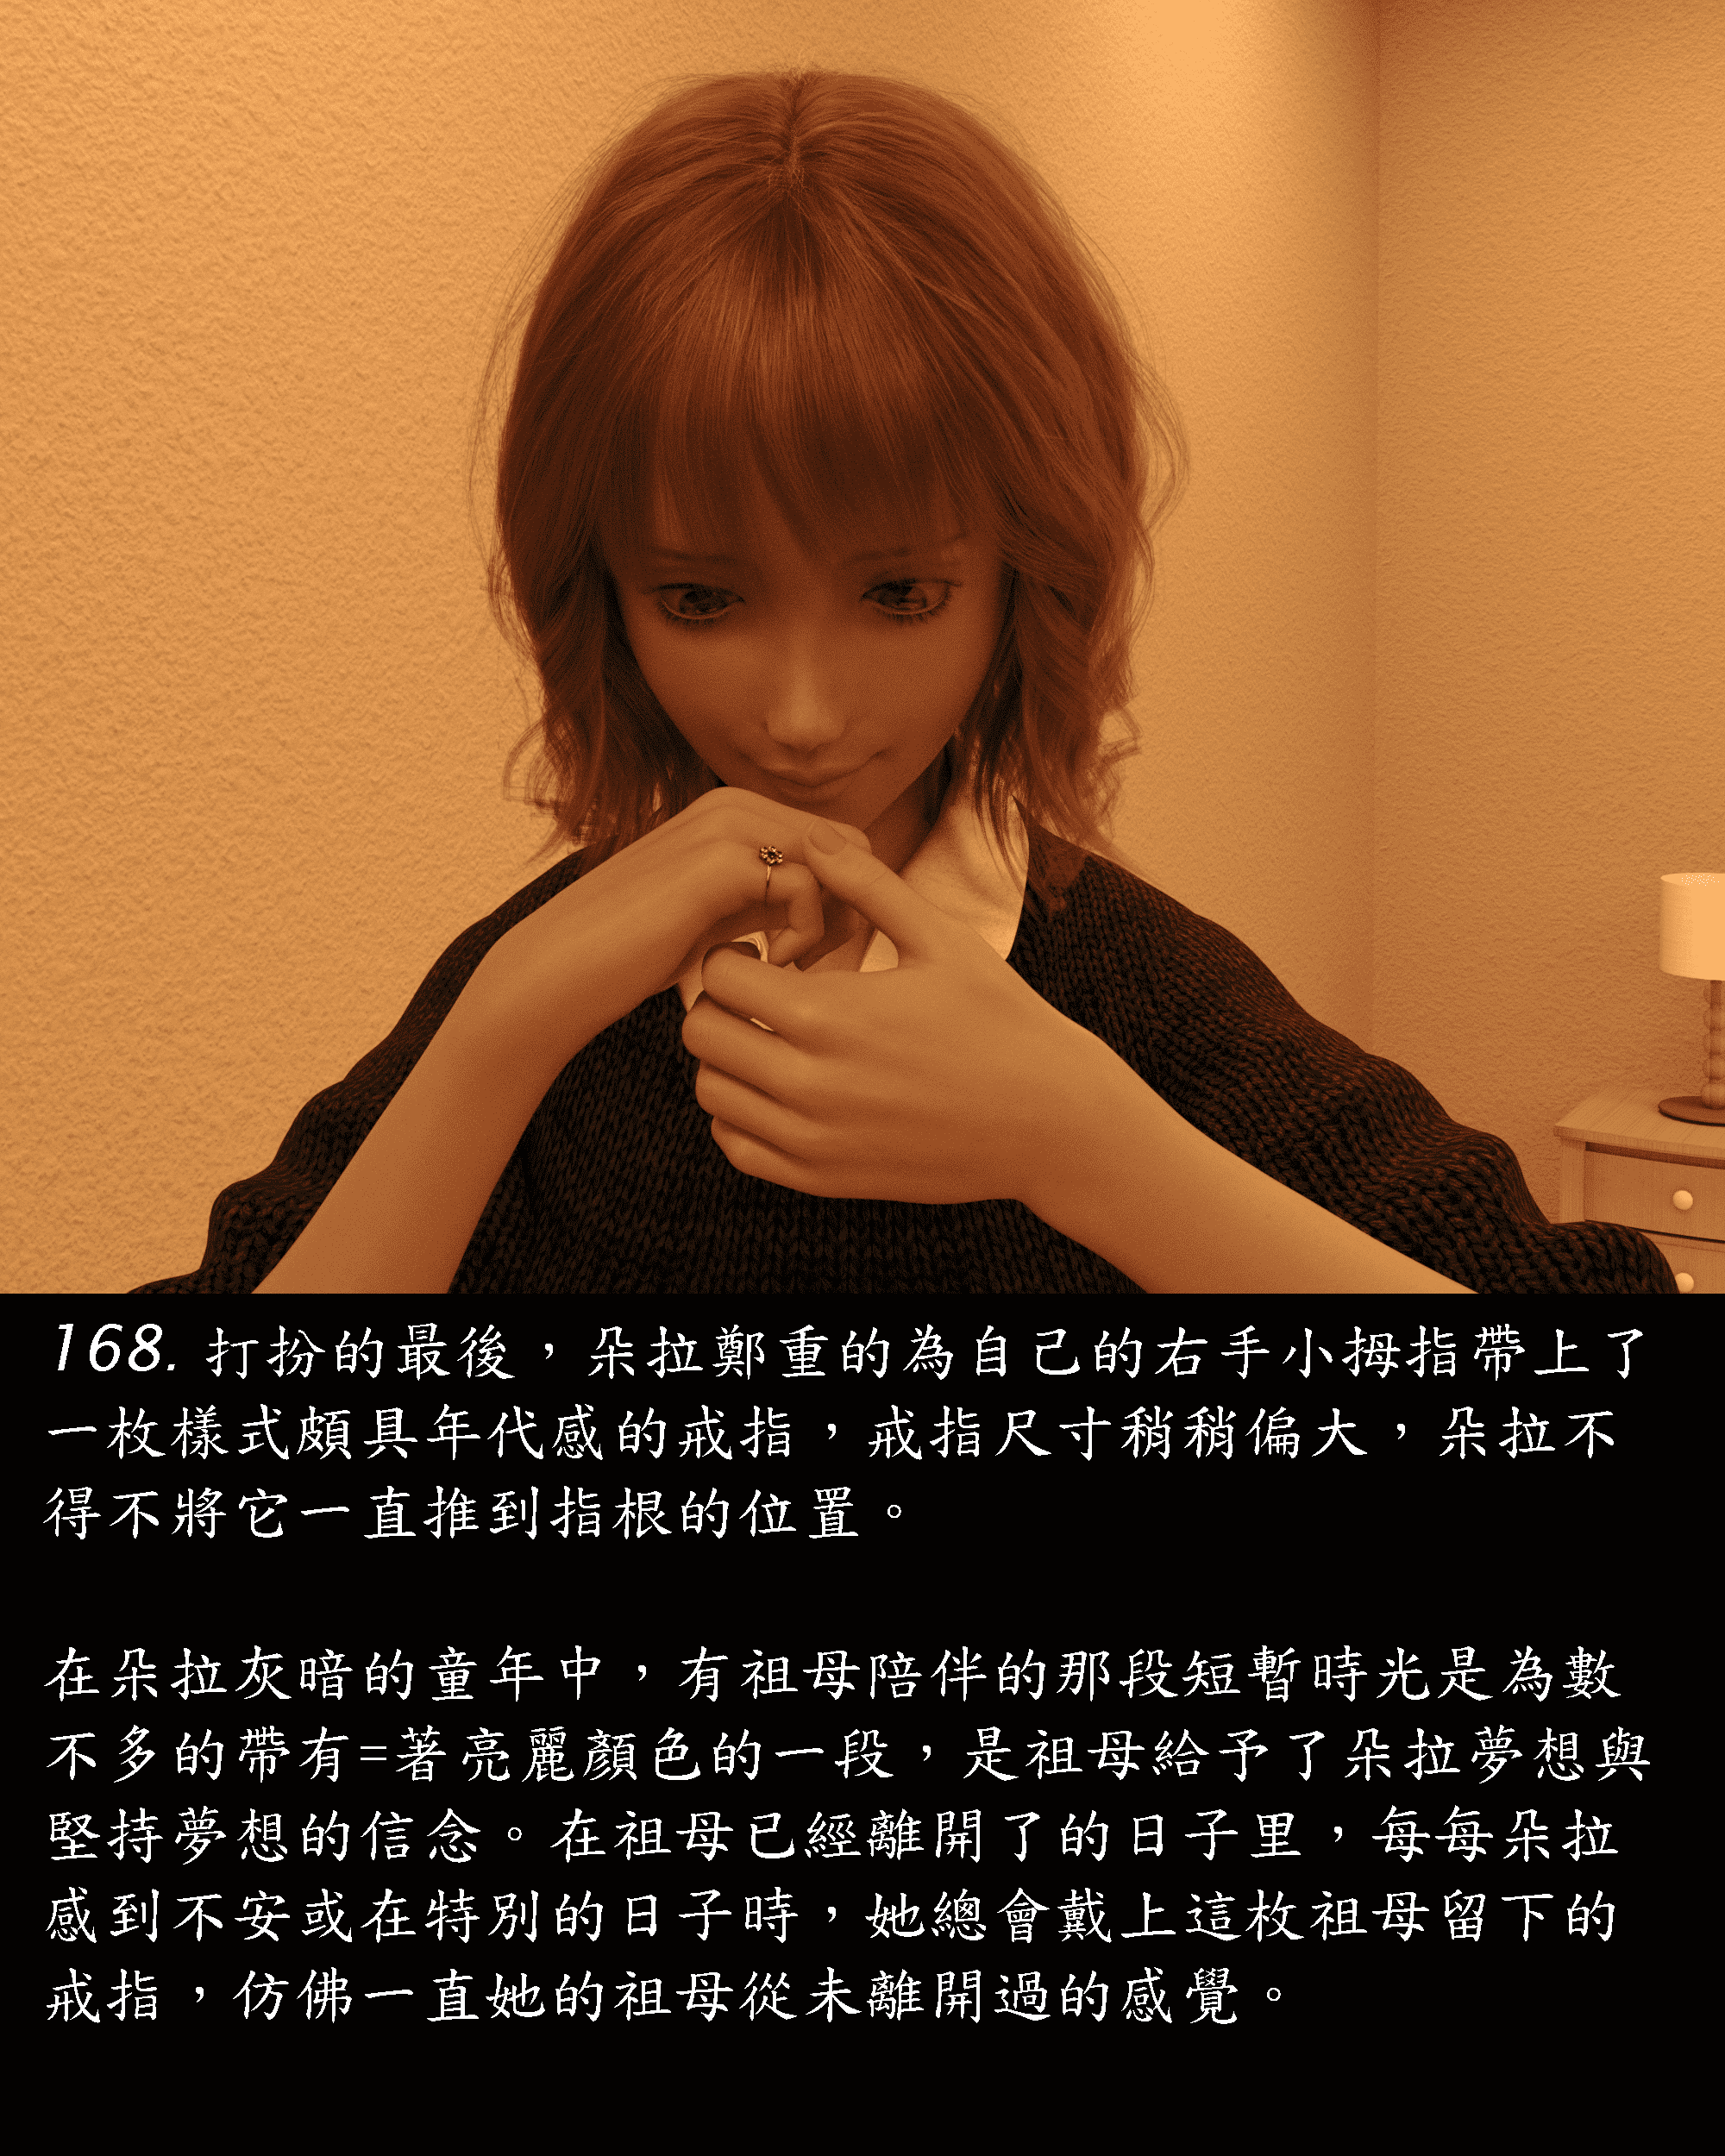 168. 打扮的最後，朵拉鄭重的為自己的右手小拇指帶上了
一枚樣式頗具年代感的戒指，戒指尺寸稍稍偏大，朵拉不
得不將它一直推到指根的位置。
在朵拉灰暗的童年中，有祖母陪伴的那段短暫時光是為數
不多的帶有=著亮麗顏色的一段，是祖母給予了朵拉夢想與
堅持夢想的信念。在祖母已經離開了的日子里，每每朵拉
感到不安或在特別的日子時，她總會戴上這枚祖母留下的
戒指，仿佛一直她的祖母從未離開過的感覺。